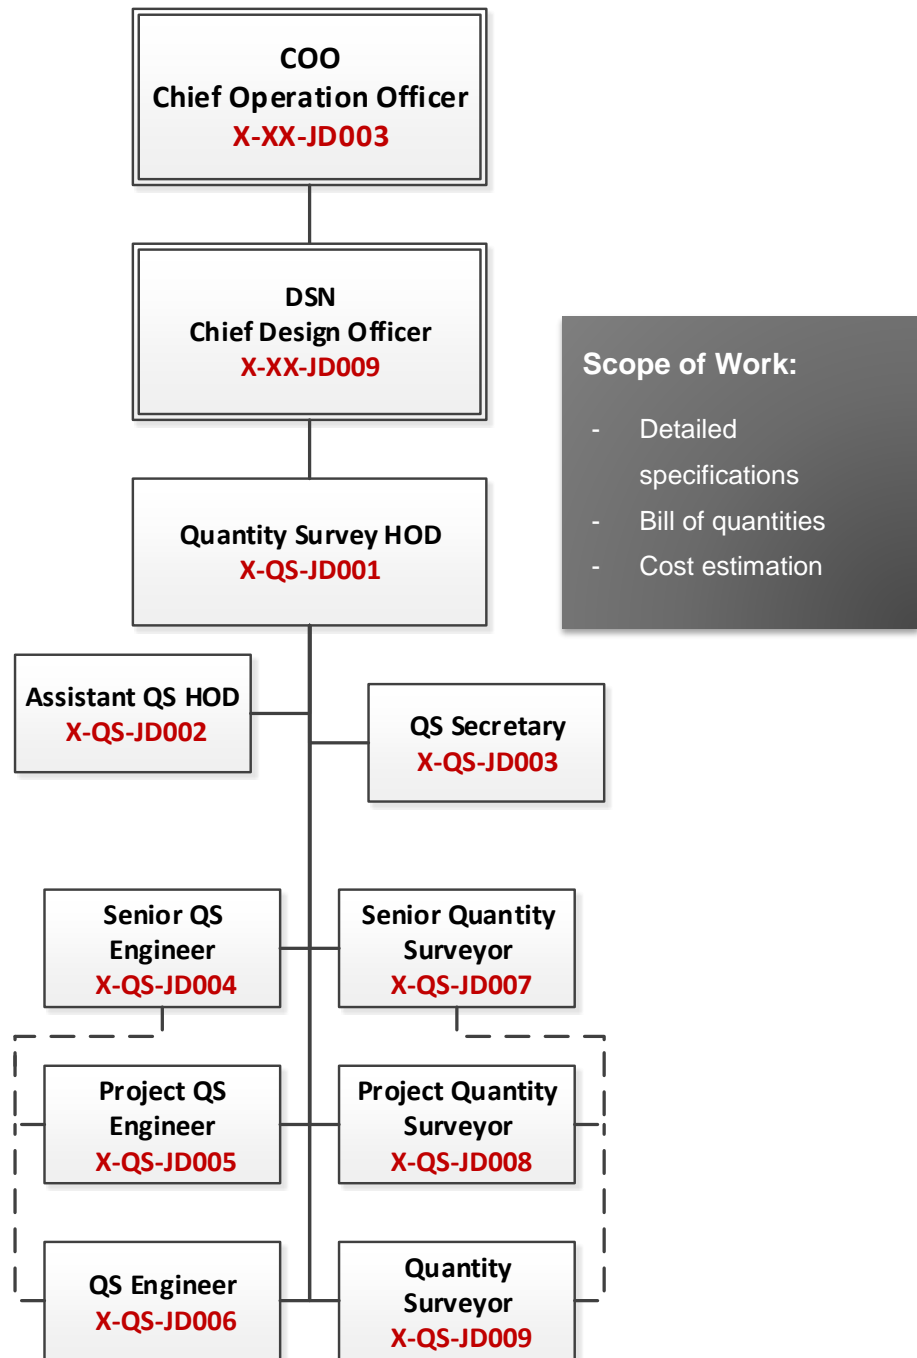 COO
Chief Operation Officer
X-XX-JD003
DSN
Chief Design Officer
X-XX-JD009
Scope of Work:
- Detailed
specifications
- Bill of quantities
- Cost estimation
Quantity Survey HOD
X-QS-JD001
Assistant QS HOD
X-QS-JD002
QS Secretary
X-QS-JD003
Senior QS
Engineer
X-QS-JD004
Senior Quantity
Surveyor
X-QS-JD007
Project QS
Engineer
X-QS-JD005
Project Quantity
Surveyor
X-QS-JD008
QS Engineer
X-QS-JD006
Quantity
Surveyor
X-QS-JD009